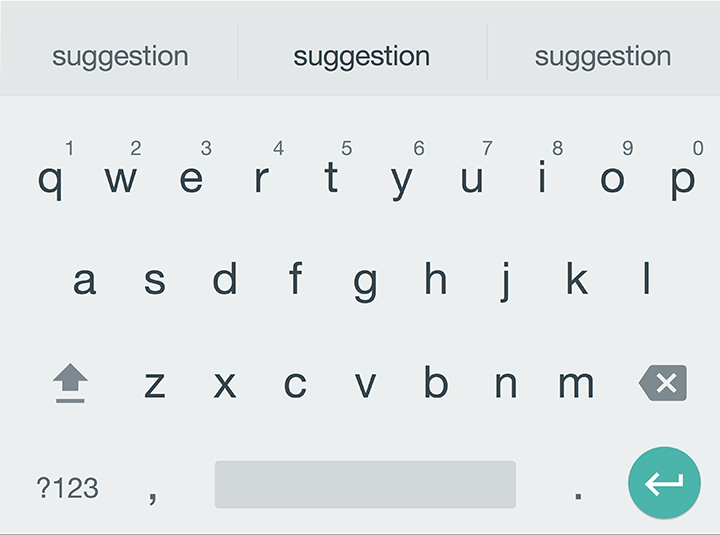 suggestion suggestion suggestion
1 2 3 4 5 6 7 8 9 0
q w e r t y u i o p
a s d f g h j k l
z x c v b n m
?123 , .